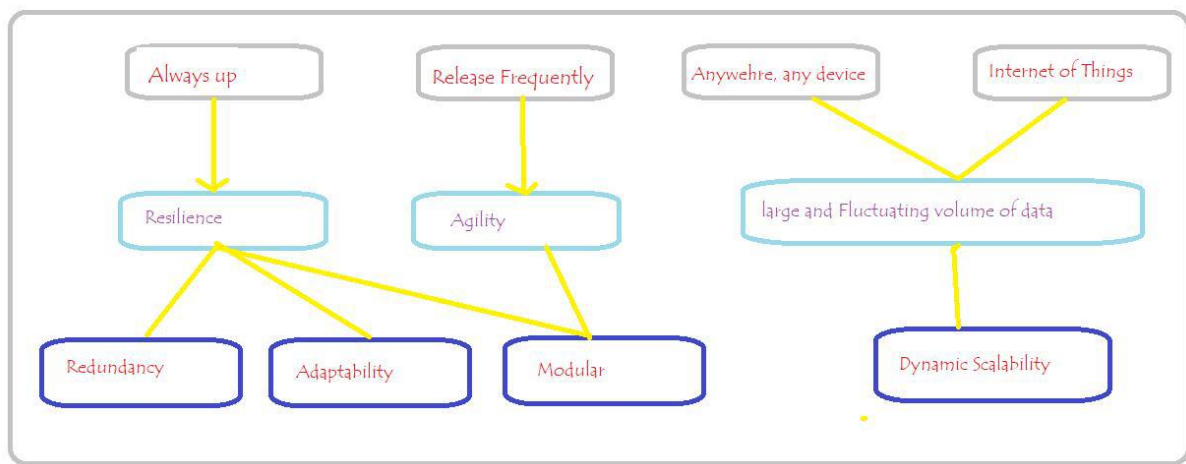 Always up
Release Frequently
Anywehre, any device
Internet of Things
Resilience
Agility
large and Fluctuating volume of data
Redundancy
Adaptability
Modular
Dynamic Scalability